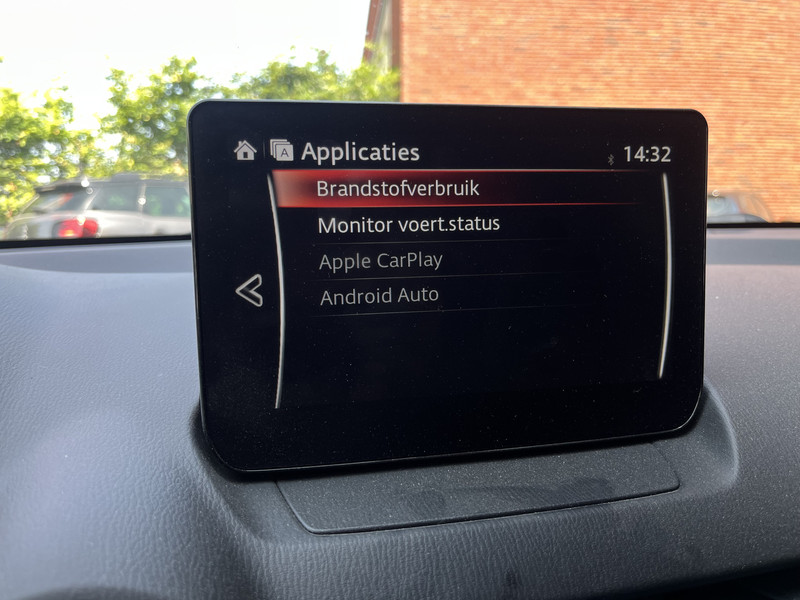 A Applicaties 14:32
Brandstofverbruik
Monitor voert.status
Apple CarPlay
Android Auto